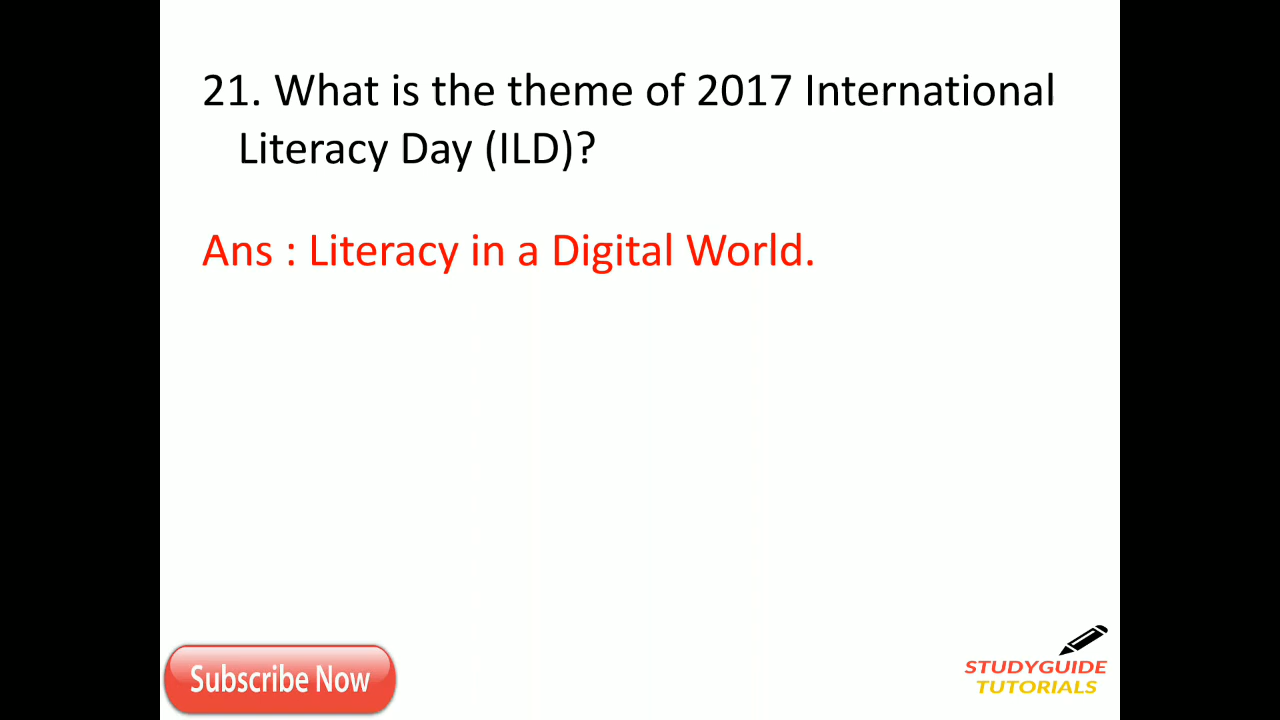 21. What is the theme of 2017 International
Literacy Day (ILD)?
Ans : Literacy in a Digital World.
Subscribe Now
STUDYGUIDE
TUTORIALS